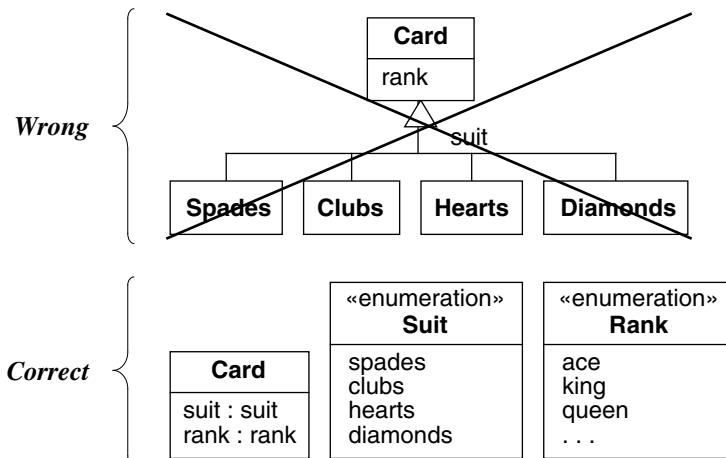 Card
rank
Wrong
suit
Spades Clubs Hearts Diamonds
«enumeration» «enumeration»
Suit Rank
spades ace
Card clubs king
Correct
suit : suit hearts queen
rank : rank diamonds . . .